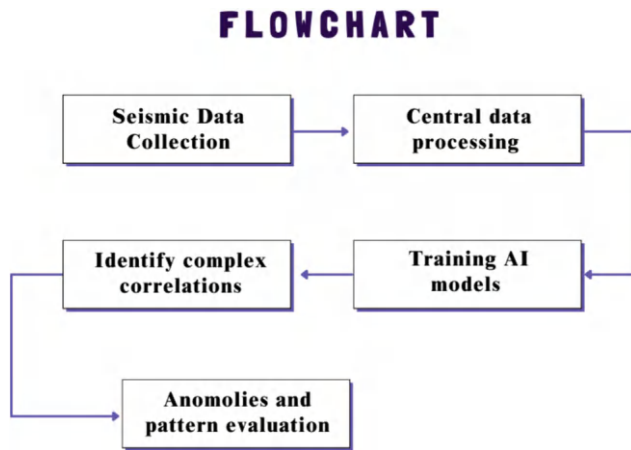 FLOWCHART
Seismic Data
Collection
Central data
processing
Training AI
models
Identify complex
correlations
Anomolies and
pattern evaluation